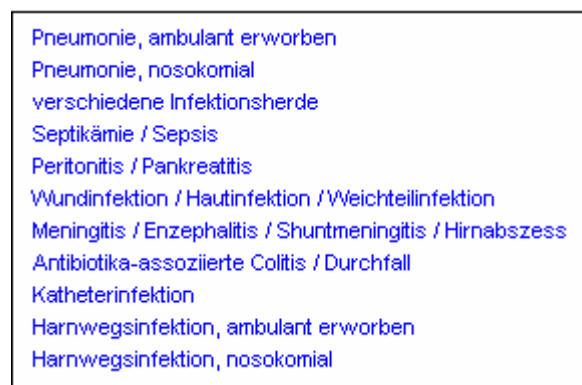 Pneumonie, ambulant erworben
Pneumonie, nosokomial
verschiedene Infektionsherde
Septikämie / Sepsis
Peritonitis / Pankreatitis
Wundinfektion / Hautinfektion / Weichteilinfektion
Meningitis / Enzephalitis / Shuntmeningitis / Hirnabszess
Antibiotika-assoziierte Colitis / Durchfall
Katheterinfektion
Harnwegsinfektion, ambulant erworben
Harnwegsinfektion, nosokomial